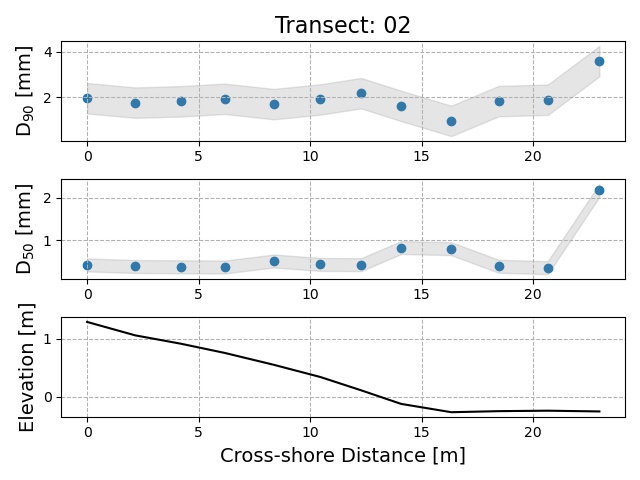 Transect: 02
D90 [mm]
4
2
0 5 10 15 20
D50 [mm]
2
1
0 5 10 15 20
Elevation [m]
1
0
0 5 10 15 20
Cross-shore Distance [m]